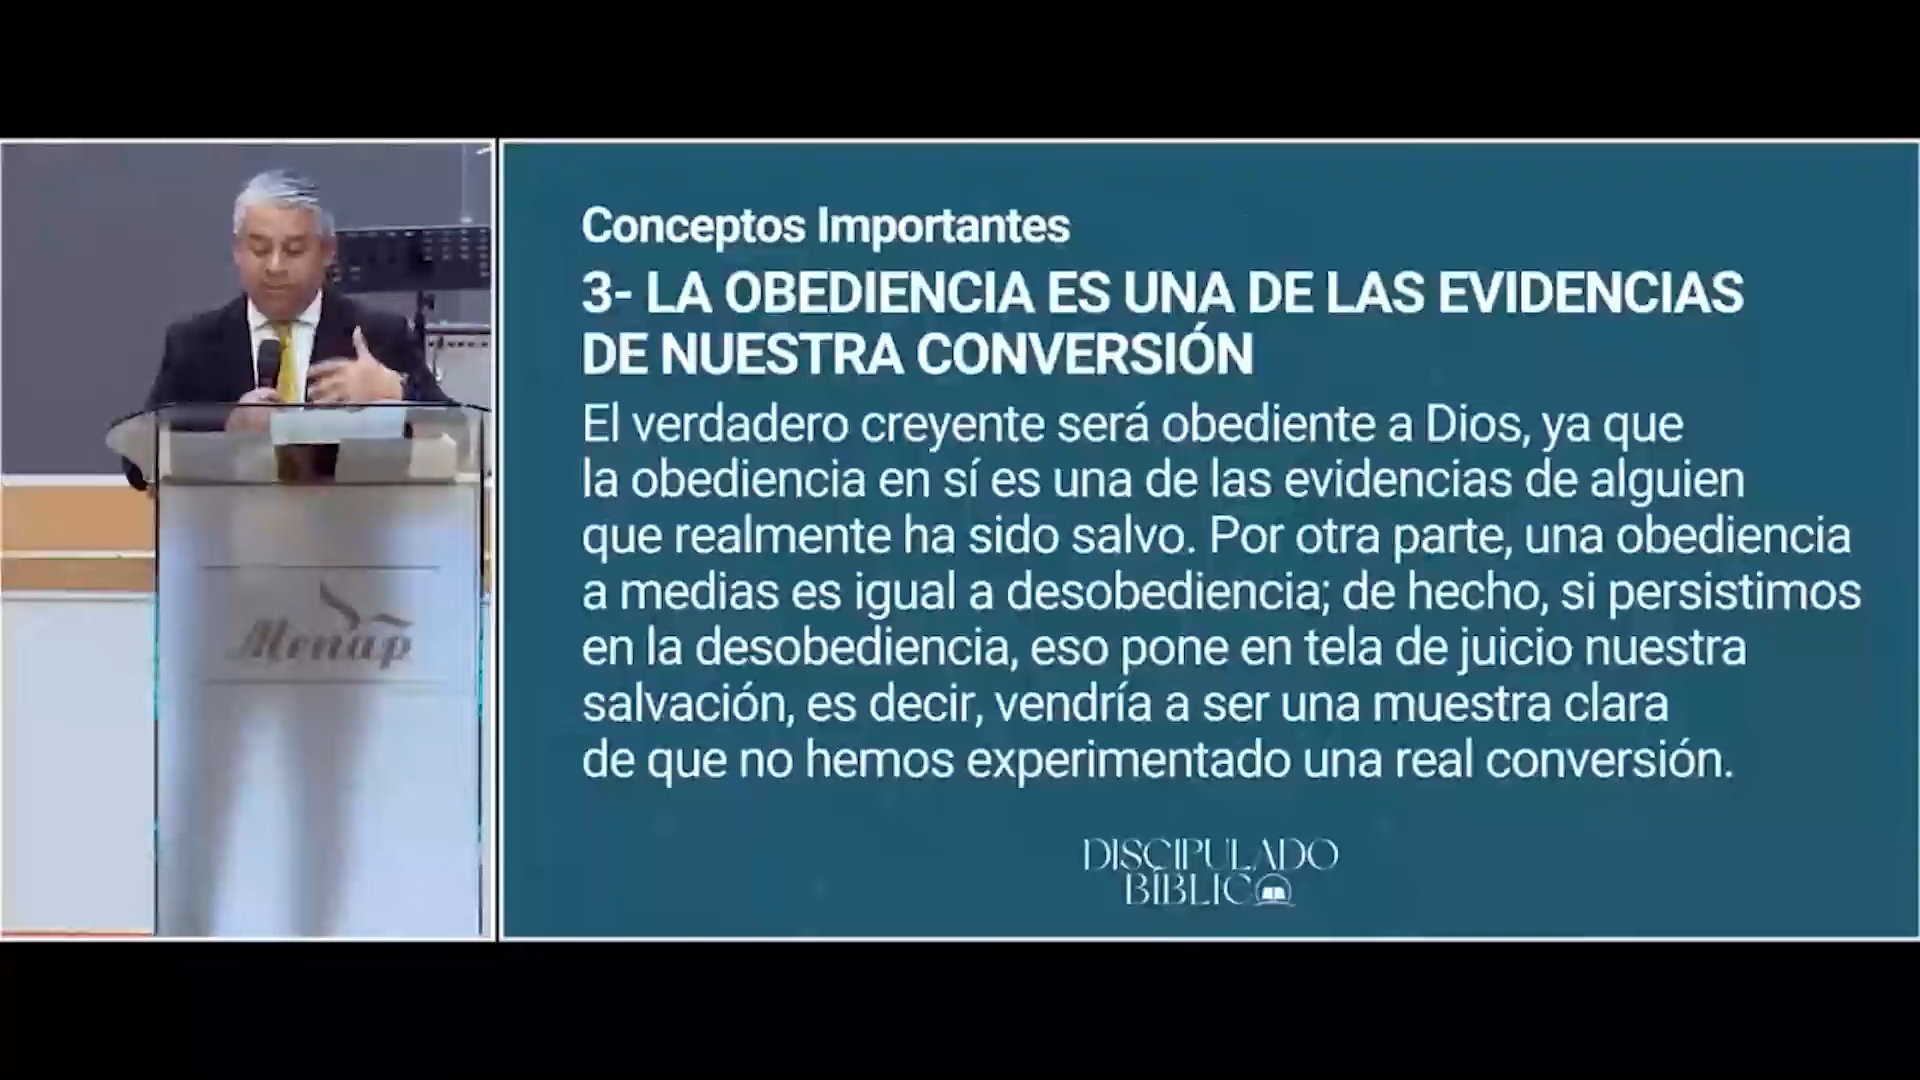 Conceptos Importantes
3- LA OBEDIENCIA ES UNA DE LAS EVIDENCIAS
DE NUESTRA CONVERSIÓN
El verdadero creyente será obediente a Dios, ya que
la obediencia en sí es una de las evidencias de alguien
que realmente ha sido salvo. Por otra parte, una obediencia
a medias es igual a desobediencia; de hecho, si persistimos
en la desobediencia, eso pone en tela de juicio nuestra
salvación, es decir, vendría a ser una muestra clara
de que no hemos experimentado una real conversión.
DISCIPULADO
BÍBLICO
Menap